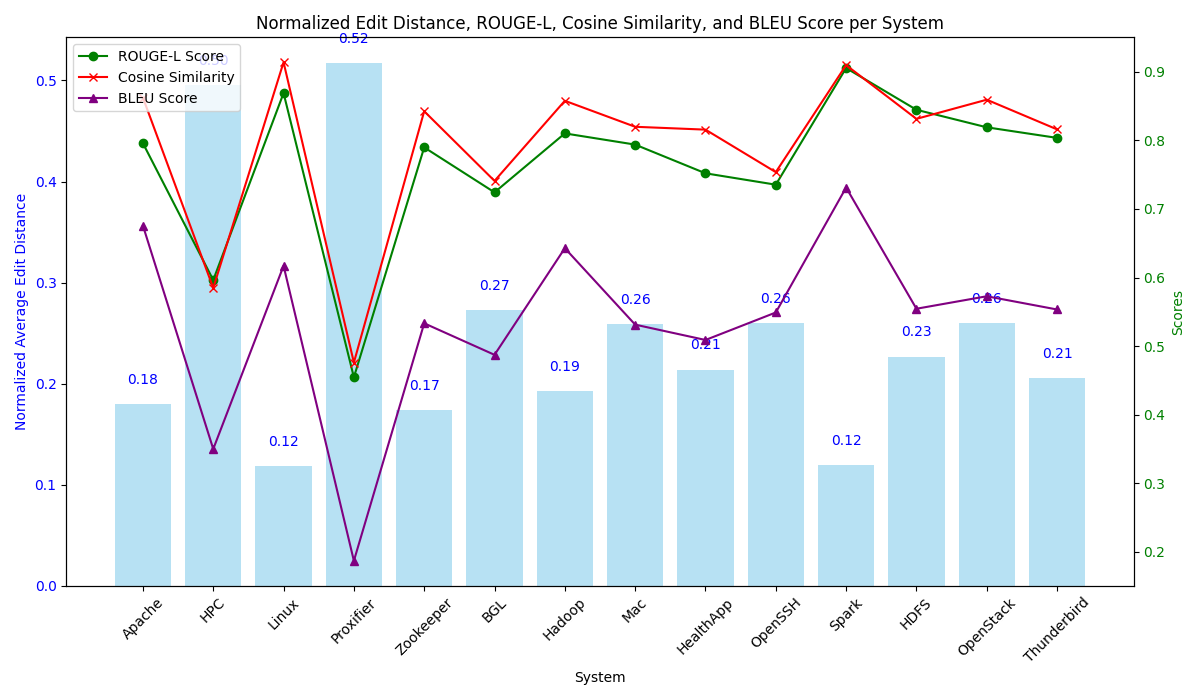 Normalized Edit Distance, ROUGE-L, Cosine Similarity, and BLEU Score per System
ROUGE-L Score
Cosine Similarity
BLEU Score
Normalized Average Edit Distance
0.5
0.4
0.3
0.2
0.1
0.0
0.18
0.50
0.12
0.52
0.17
0.27
0.19
0.26
0.21
0.26
0.12
0.23
0.26
0.21
0.9
0.8
0.7
0.6
0.5
0.4
0.3
0.2
Scores
Apache
HPC
Linux
Proxifier
Zookeeper
BGL
Hadoop
Mac
HealthApp
OpenSSH
Spark
HDFS
OpenStack
Thunderbird
System